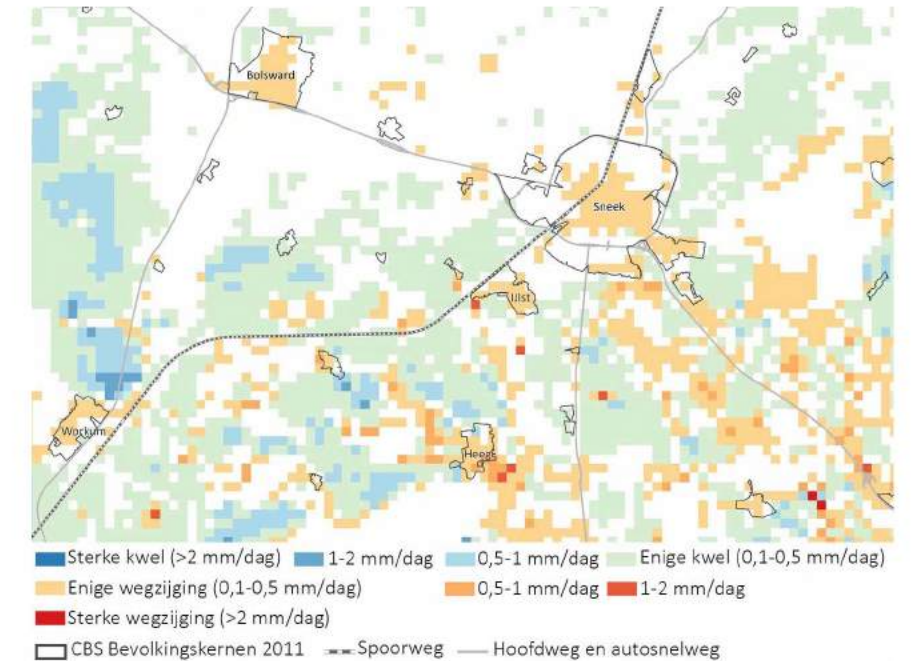 Bolsward
Sneek
IJlst
Workum
Heeg
Sterke kwel (>2 mm/dag) 1-2 mm/dag 0,5-1 mm/dag Enige kwel (0,1-0,5 mm/dag)
Enige wegzijging (0,1-0,5 mm/dag) 0,5-1 mm/dag 1-2 mm/dag
Sterke wegzijging (>2 mm/dag)
CBS Bevolkingskernen 2011 Spoorweg Hoofdweg en autosnelweg